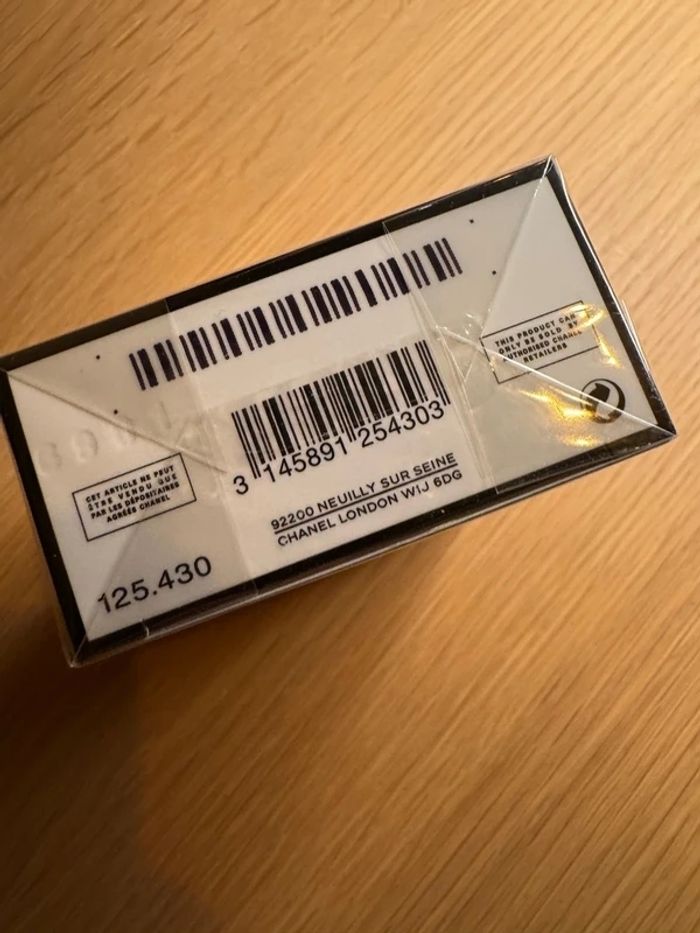 THIS PRODUCT CAN
ONLY BE SOLD BY
AUTHORISED CHANEL
RETAILERS
3 145891 254303
CET ARTICLE NE PEUT
ÊTRE VENDU QUE
PAR LES DÉPOSITAIRES
AGRÉÉS CHANEL
92200 NEUILLY SUR SEINE
CHANEL LONDON W1J 6DG
125.430